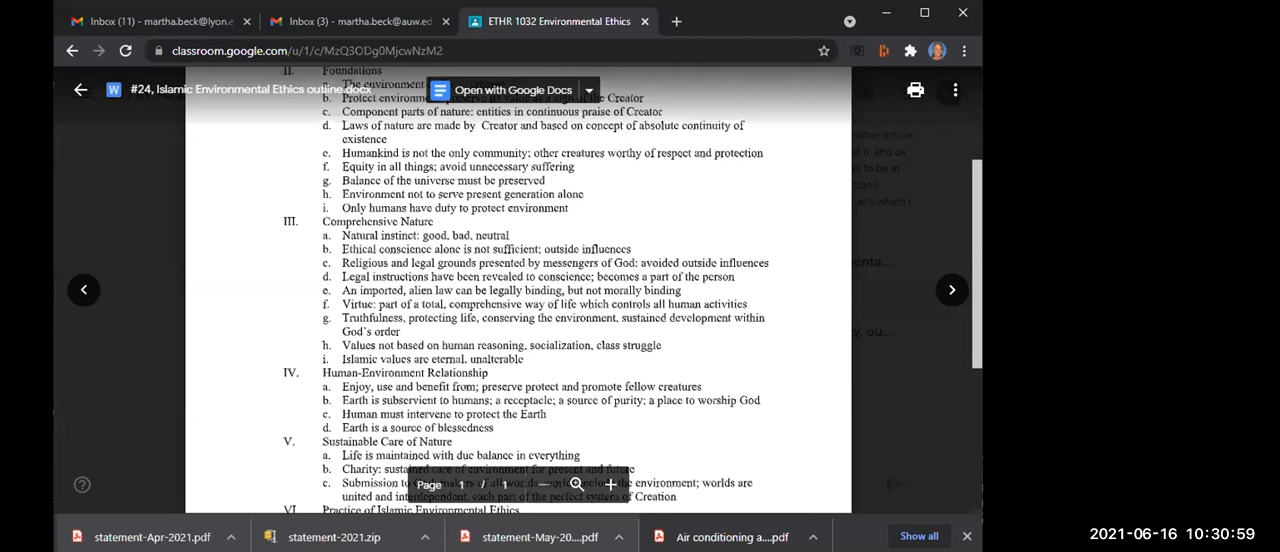 Inbox (11) - martha.beck@lyon.e
Inbox (3) - martha.beck@auw.ed
ETHR 1032 Environmental Ethics
classroom.google.com/u/1/c/MzQ3ODg0MjcwNzM2
#24, Islamic Environmental Ethics outline.docx
Open with Google Docs
II. Foundations
a. The environment
b. Protect environment, preserve its value as a sign of the Creator
c. Component parts of nature: entities in continuous praise of Creator
d. Laws of nature are made by Creator and based on concept of absolute continuity of
existence
e. Humankind is not the only community; other creatures worthy of respect and protection
f. Equity in all things; avoid unnecessary suffering
g. Balance of the universe must be preserved
h. Environment not to serve present generation alone
i. Only humans have duty to protect environment
III. Comprehensive Nature
a. Natural instinct: good, bad, neutral
b. Ethical conscience alone is not sufficient; outside influences
c. Religious and legal grounds presented by messengers of God: avoided outside influences
d. Legal instructions have been revealed to conscience; becomes a part of the person
e. An imported, alien law can be legally binding, but not morally binding
f. Virtue: part of a total, comprehensive way of life which controls all human activities
g. Truthfulness, protecting life, conserving the environment, sustained development within
God's order
h. Values not based on human reasoning, socialization, class struggle
i. Islamic values are eternal, unalterable
IV. Human-Environment Relationship
a. Enjoy, use and benefit from; preserve protect and promote fellow creatures
b. Earth is subservient to humans; a receptacle; a source of purity; a place to worship God
c. Human must intervene to protect the Earth
d. Earth is a source of blessedness
V. Sustainable Care of Nature
a. Life is maintained with due balance in everything
b. Charity: sustained care of environment for present and future
c. Submission to of all worlds the environment; worlds are
united and interdependent, each part of the perfect system of Creation
VI. Practice of Islamic Environmental Ethics
Page 1 / 1
statement-Apr-2021.pdf
statement-2021.zip
statement-May-20....pdf
Air conditioning a....pdf
Show all
2021-06-16 10:30:59